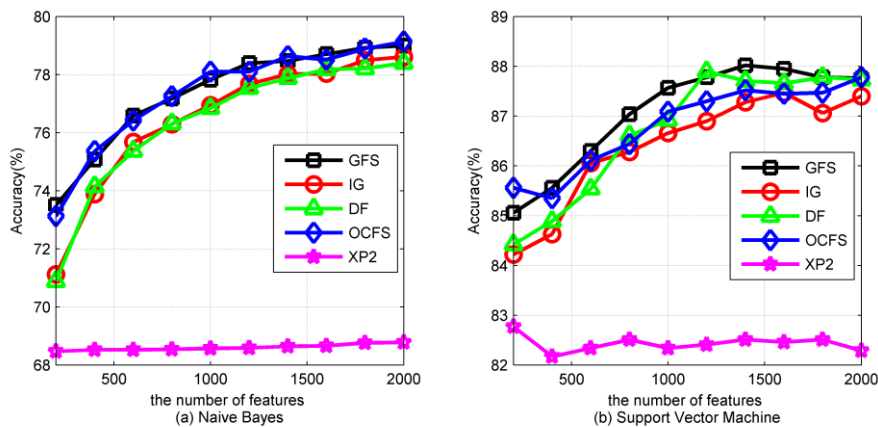 80
78
76
74
72
70
68
Accuracy(%)
500
1000
1500
2000
GFS
IG
DF
OCFS
XP2
the number of features
(a) Naive Bayes
89
88
87
86
85
84
83
82
Accuracy(%)
500
1000
1500
2000
GFS
IG
DF
OCFS
XP2
the number of features
(b) Support Vector Machine